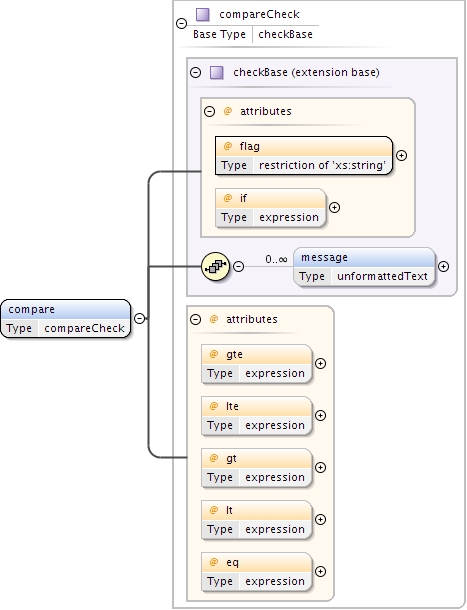 compareCheck
Base Type checkBase
checkBase (extension base)
@ attributes
@ flag
Type restriction of 'xs:string'
@ if
Type expression
0..∞
message
Type unformattedText
compare
Type compareCheck
@ attributes
@ gte
Type expression
@ lte
Type expression
@ gt
Type expression
@ lt
Type expression
@ eq
Type expression